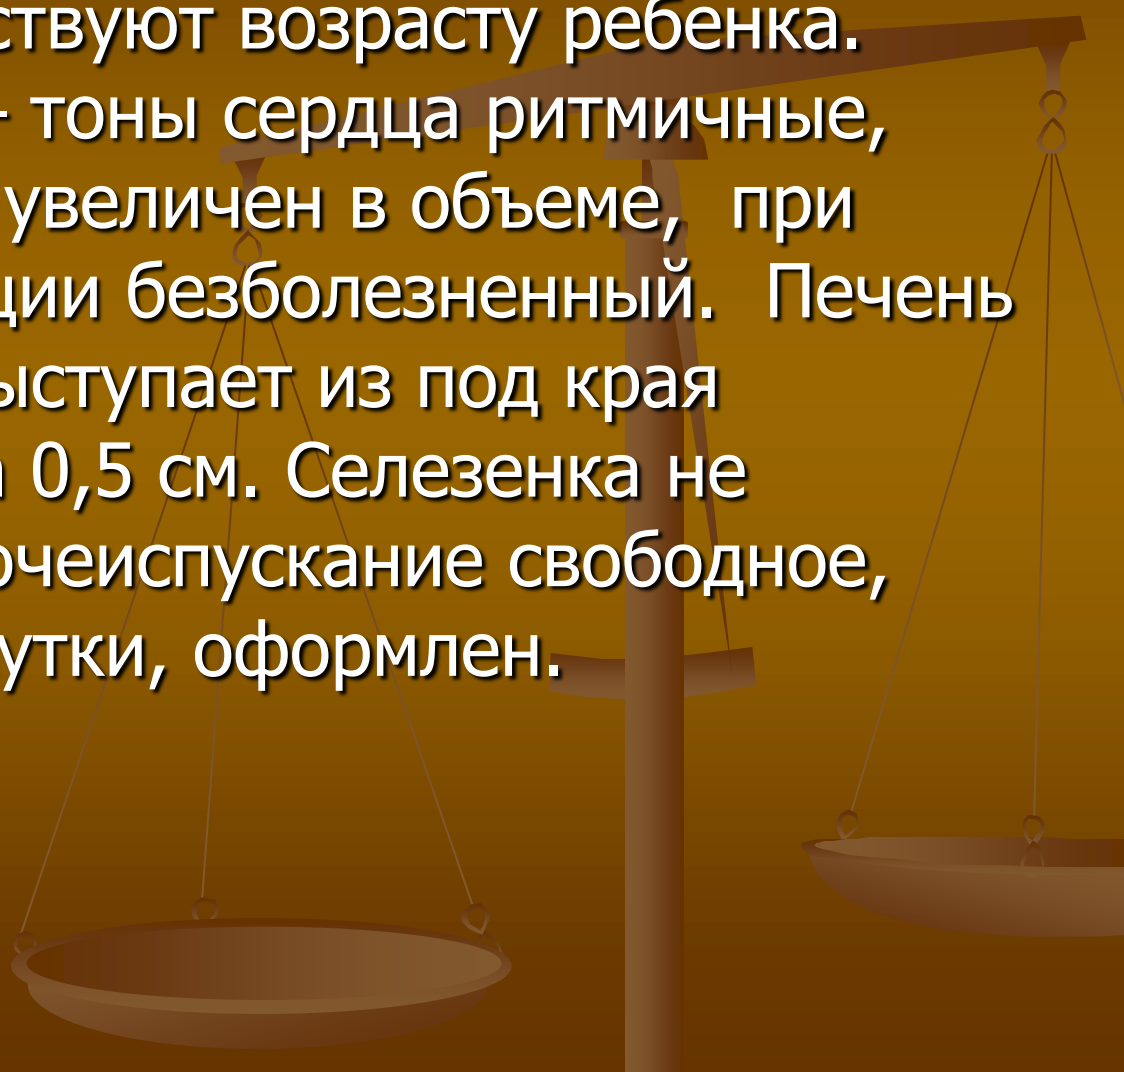 ствуют возрасту ребенка.
- тоны сердца ритмичные,
увеличен в объеме, при
ции безболезненный. Печень
ыступает из под края
0,5 см. Селезенка не
очеиспускание свободное,
утки, оформлен.